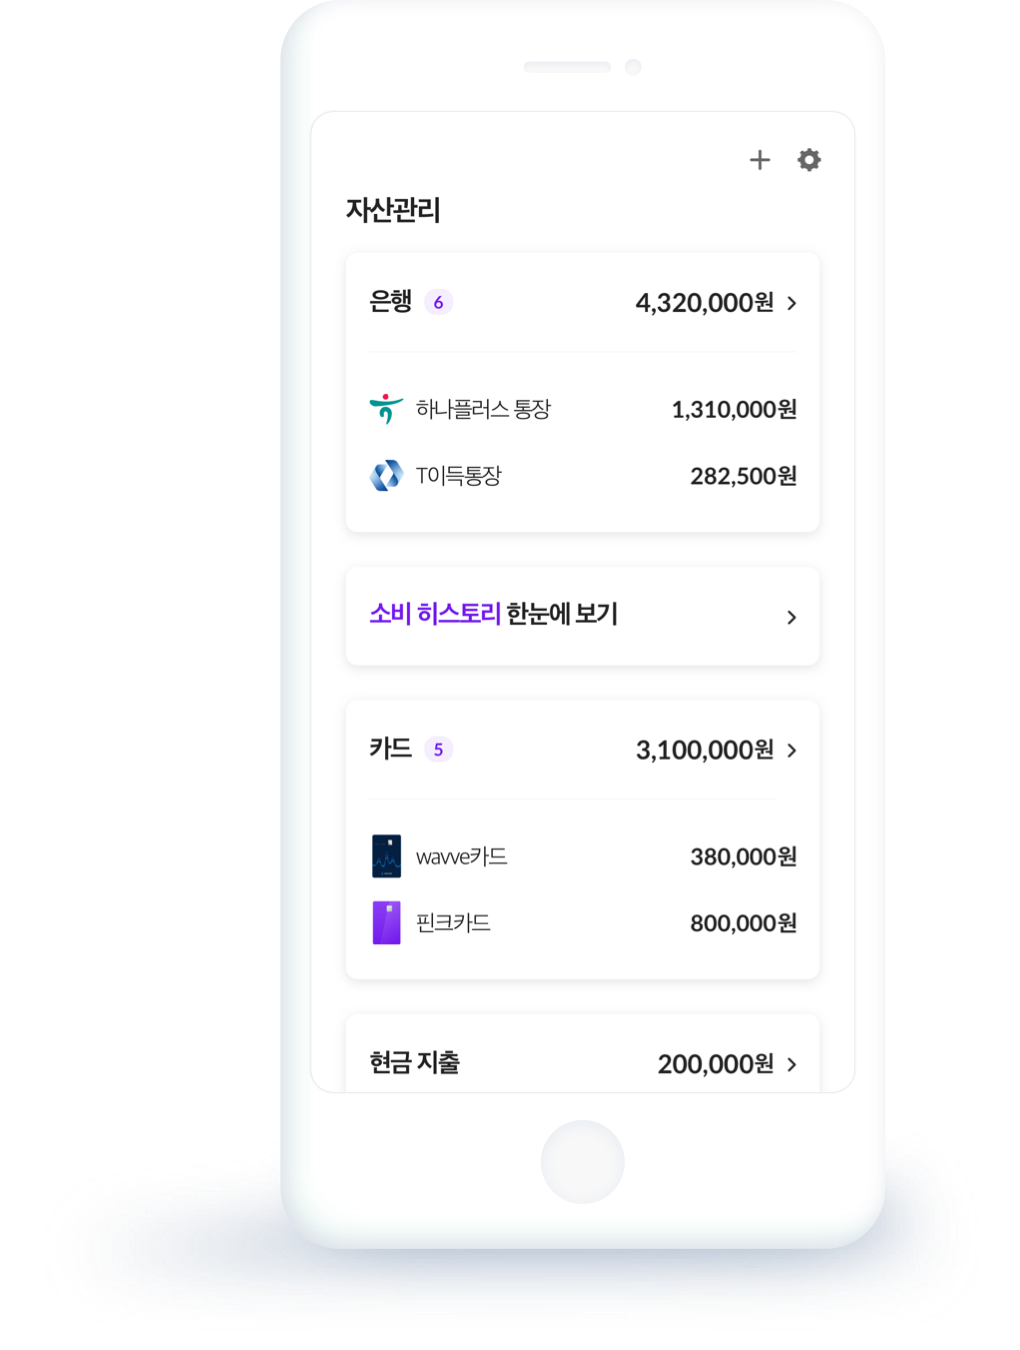 자산관리
은행 6 4,320,000원
하나플러스 통장 1,310,000원
T이득통장 282,500원
소비 히스토리 한눈에 보기
카드 5 3,100,000원
wavve카드 380,000원
핀크카드 800,000원
현금 지출 200,000원